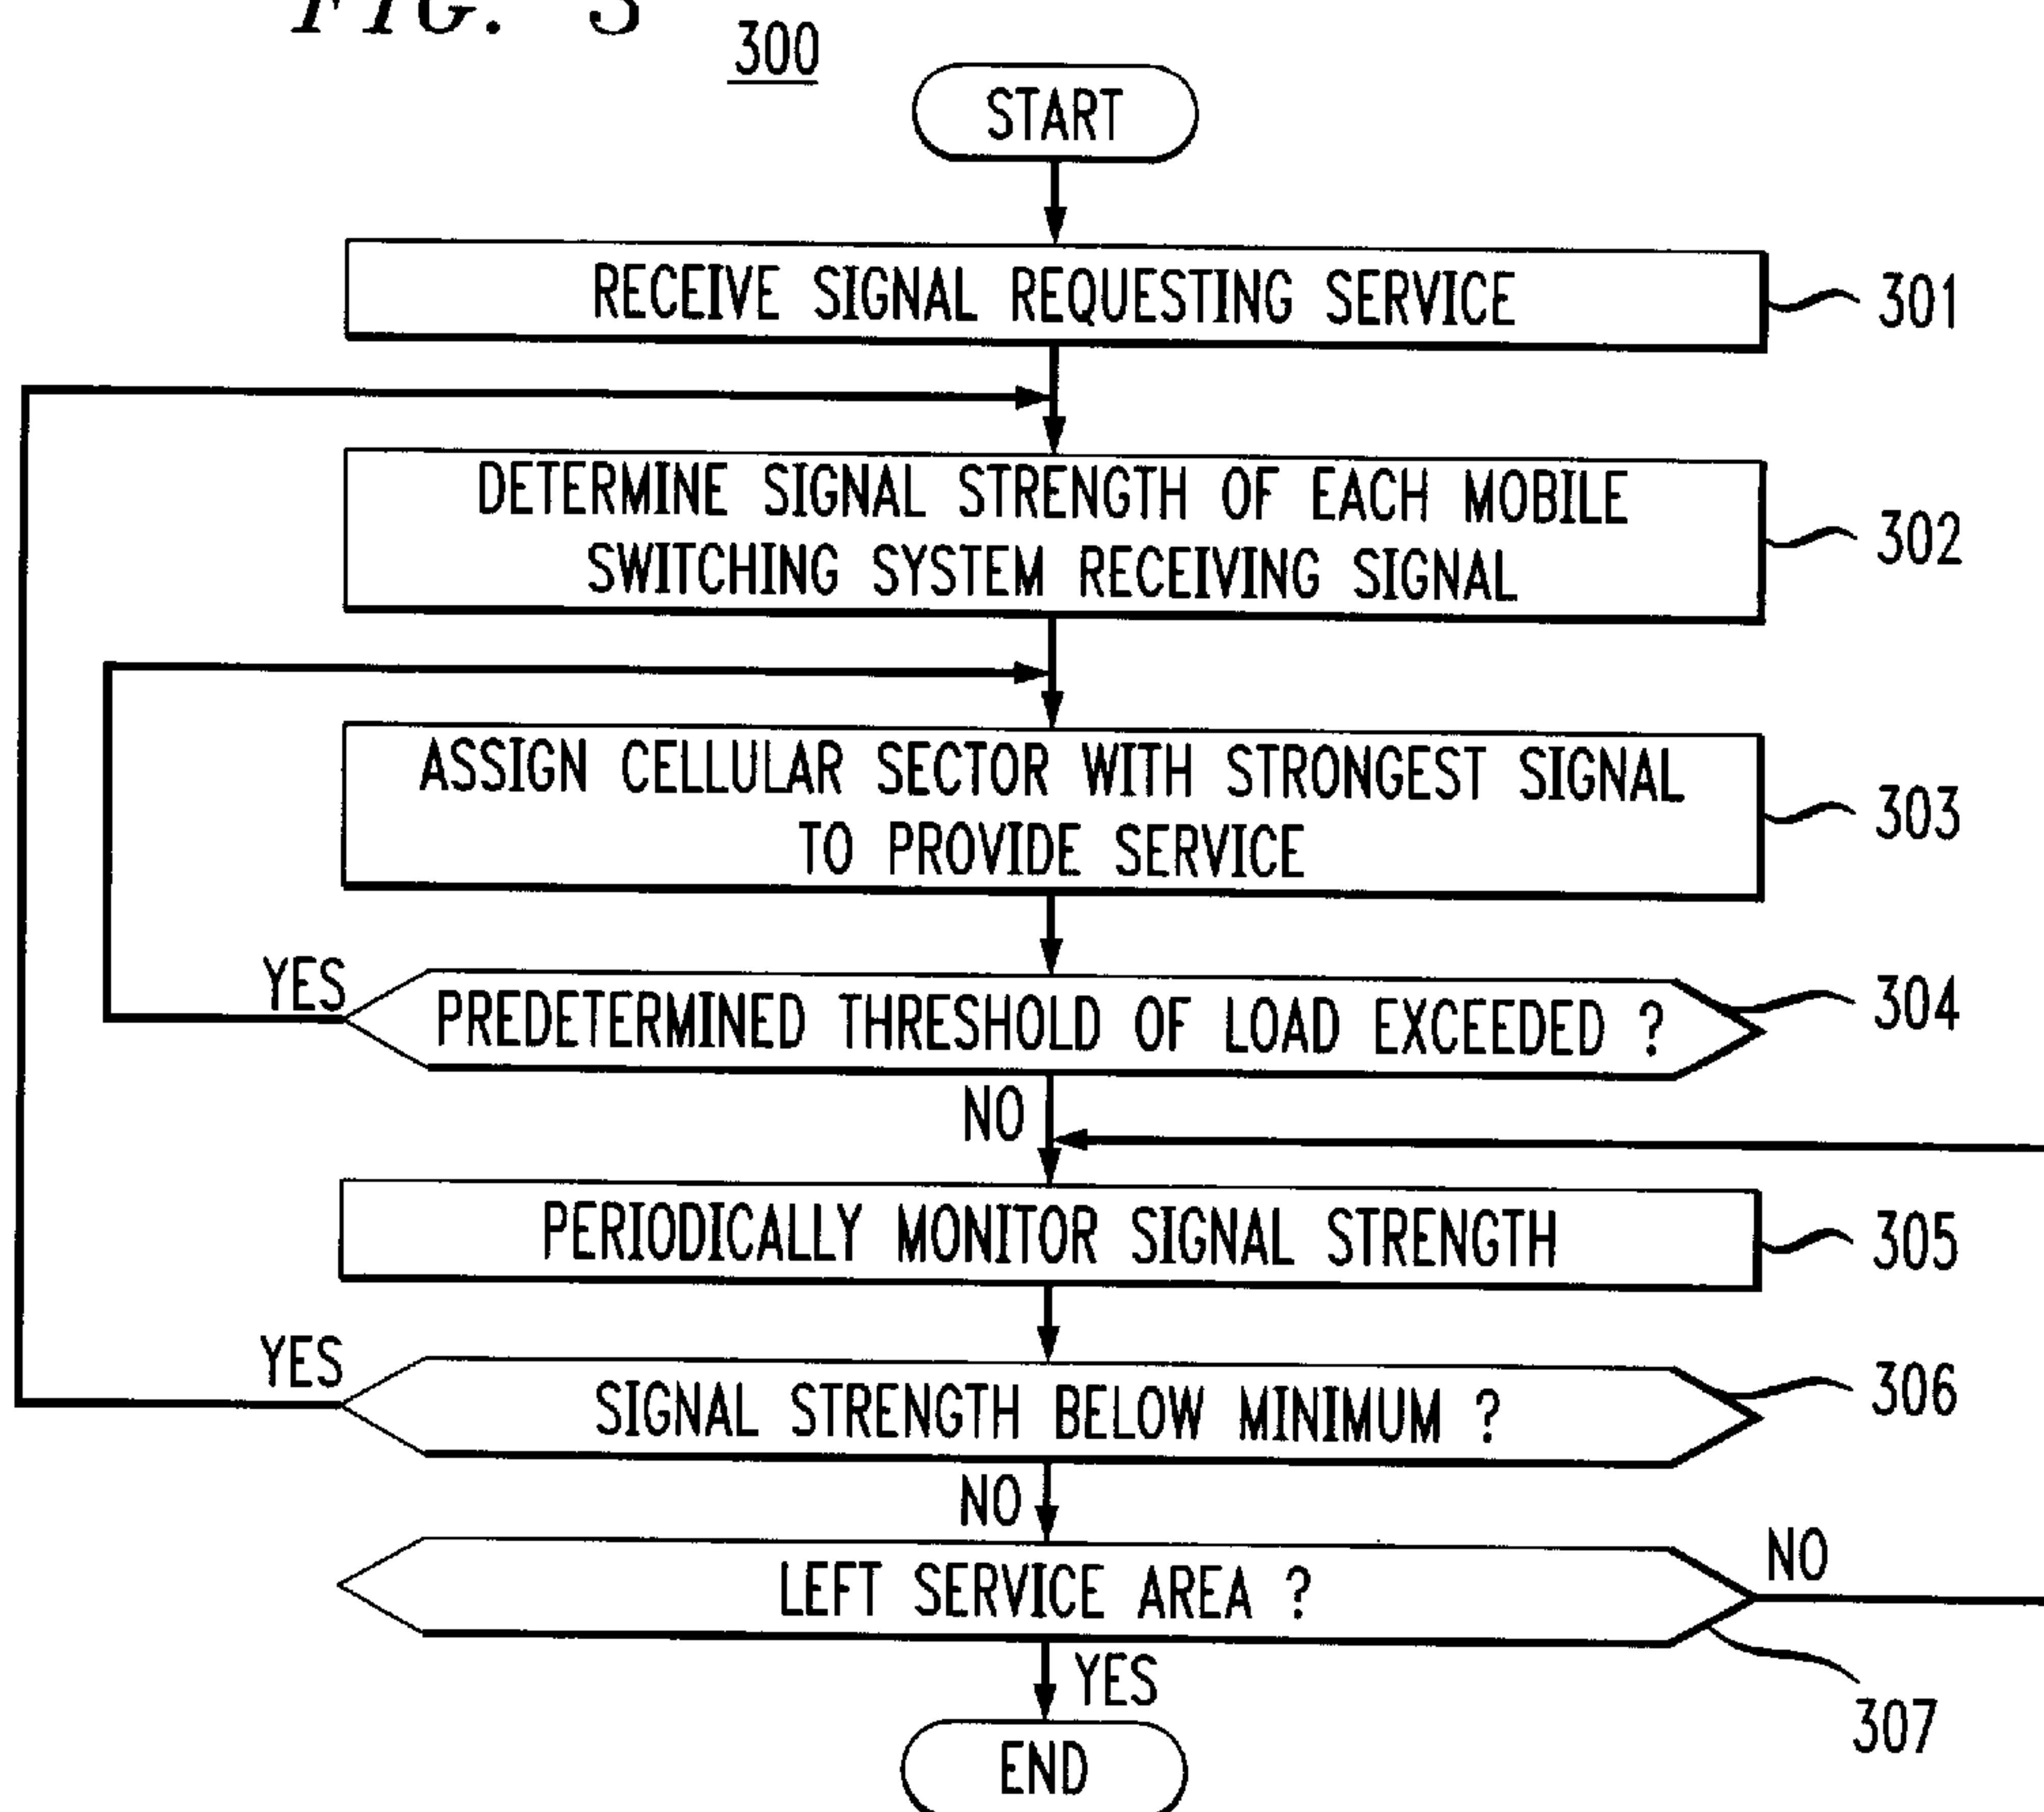 FIG. 3
300
START
RECEIVE SIGNAL REQUESTING SERVICE
301
DETERMINE SIGNAL STRENGTH OF EACH MOBILE
SWITCHING SYSTEM RECEIVING SIGNAL
302
ASSIGN CELLULAR SECTOR WITH STRONGEST SIGNAL
TO PROVIDE SERVICE
303
YES
PREDETERMINED THRESHOLD OF LOAD EXCEEDED ?
304
NO
PERIODICALLY MONITOR SIGNAL STRENGTH
305
YES
SIGNAL STRENGTH BELOW MINIMUM ?
306
NO
LEFT SERVICE AREA ?
NO
307
YES
END